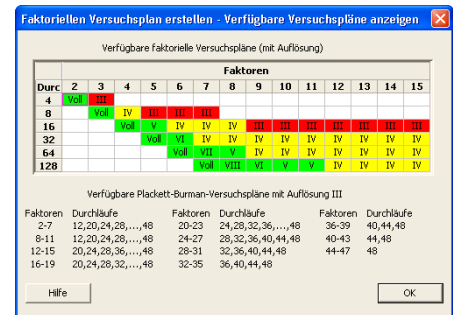 Faktoriellen Versuchsplan erstellen - Verfügbare Versuchspläne anzeigen
Verfügbare faktorielle Versuchspläne (mit Auflösung)
Faktoren
Durc 2 3 4 5 6 7 8 9 10 11 12 13 14 15
4 Voll III
8 Voll IV III III III
16 Voll V IV IV IV III III III III III III III
32 Voll VI IV IV IV IV IV IV IV IV IV
64 Voll VII V IV IV IV IV IV IV IV
128 Voll VIII VI V V IV IV IV IV
Verfügbare Plackett-Burman-Versuchspläne mit Auflösung III
Faktoren Durchläufe Faktoren Durchläufe Faktoren Durchläufe
2-7 12,20,24,28,...,48 20-23 24,28,32,36,...,48 36-39 40,44,48
8-11 12,20,24,28,...,48 24-27 28,32,36,40,44,48 40-43 44,48
12-15 20,24,28,36,...,48 28-31 32,36,40,44,48 44-47 48
16-19 20,24,28,32,...,48 32-35 36,40,44,48
Hilfe OK